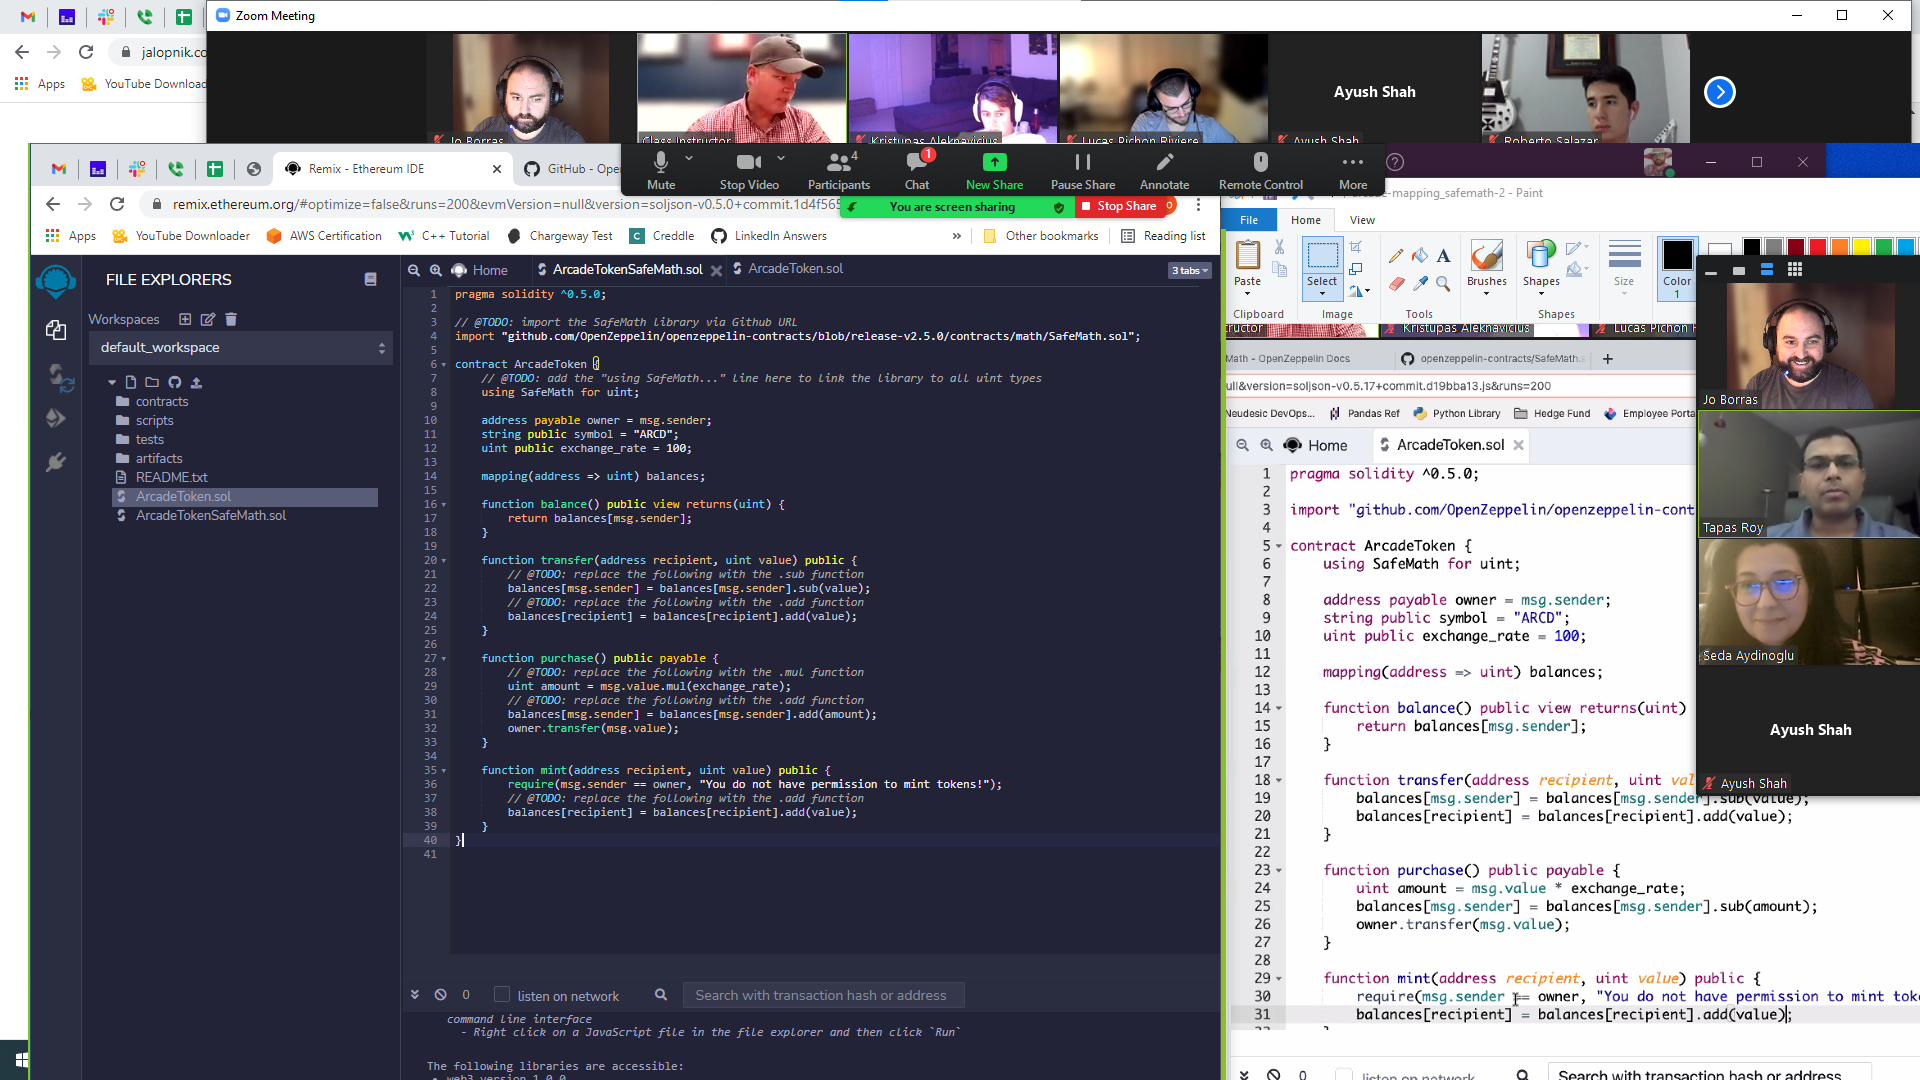 Zoom Meeting
jalopnik.co
Apps
YouTube Downloader
Jo Borras
Class Instructor
Kristupas Aleknavicius
Lucas Pichon Riviere
Ayush Shah
Ayush Shah
Roberto Salazar
Mute
Stop Video
4
Participants
1
Chat
New Share
Pause Share
Annotate
Remote Control
More
You are screen sharing
Stop Share
Remix - Ethereum IDE
GitHub - Ope
remix.ethereum.org/#optimize=false&runs=200&evmVersion=null&version=soljson-v0.5.0+commit.1d4f565
Apps
YouTube Downloader
AWS Certification
C++ Tutorial
Chargeway Test
Creddle
LinkedIn Answers
»
Other bookmarks
Reading list
FILE EXPLORERS
Workspaces
default_workspace
contracts
scripts
tests
artifacts
README.txt
ArcadeToken.sol
ArcadeTokenSafeMath.sol
Home
ArcadeTokenSafeMath.sol
ArcadeToken.sol
3 tabs
1 pragma solidity ^0.5.0;
2
3 // @TODO: import the SafeMath library via Github URL
4 import "github.com/OpenZeppelin/openzeppelin-contracts/blob/release-v2.5.0/contracts/math/SafeMath.sol";
5
6 contract ArcadeToken {
7 // @TODO: add the "using SafeMath..." line here to link the library to all uint types
8 using SafeMath for uint;
9
10 address payable owner = msg.sender;
11 string public symbol = "ARCD";
12 uint public exchange_rate = 100;
13
14 mapping(address => uint) balances;
15
16 function balance() public view returns(uint) {
17 return balances[msg.sender];
18 }
19
20 function transfer(address recipient, uint value) public {
21 // @TODO: replace the following with the .sub function
22 balances[msg.sender] = balances[msg.sender].sub(value);
23 // @TODO: replace the following with the .add function
24 balances[recipient] = balances[recipient].add(value);
25 }
26
27 function purchase() public payable {
28 // @TODO: replace the following with the .mul function
29 uint amount = msg.value.mul(exchange_rate);
30 // @TODO: replace the following with the .add function
31 balances[msg.sender] = balances[msg.sender].add(amount);
32 owner.transfer(msg.value);
33 }
34
35 function mint(address recipient, uint value) public {
36 require(msg.sender == owner, "You do not have permission to mint tokens!");
37 // @TODO: replace the following with the .add function
38 balances[recipient] = balances[recipient].add(value);
39 }
40 }
41
0
listen on network
Search with transaction hash or address
command line interface
- Right click on a JavaScript file in the file explorer and then click `Run`
The following libraries are accessible:
web3 version 1.0.0
-mapping_safemath-2 - Paint
File
Home
View
Paste
Select
Brushes
Shapes
Size
Color
1
Clipboard
Image
Tools
Shapes
ructor
Kristupas Aleknavicius
Lucas Pichon
Math - OpenZeppelin Docs
openzeppelin-contracts/SafeMath.s
ull&version=soljson-v0.5.17+commit.d19bba13.js&runs=200
Neudesic DevOps...
Pandas Ref
Python Library
Hedge Fund
Employee Porta
Home
ArcadeToken.sol
1 pragma solidity ^0.5.0;
2
3 import "github.com/OpenZeppelin/openzeppelin-cont
4
5 contract ArcadeToken {
6 using SafeMath for uint;
7
8 address payable owner = msg.sender;
9 string public symbol = "ARCD";
10 uint public exchange_rate = 100;
11
12 mapping(address => uint) balances;
13
14 function balance() public view returns(uint)
15 return balances[msg.sender];
16 }
17
18 function transfer(address recipient, uint val
19 balances[msg.sender] = balances[msg.sender].sub(value);
20 balances[recipient] = balances[recipient].add(value);
21 }
22
23 function purchase() public payable {
24 uint amount = msg.value * exchange_rate;
25 balances[msg.sender] = balances[msg.sender].sub(amount);
26 owner.transfer(msg.value);
27 }
28
29 function mint(address recipient, uint value) public {
30 require(msg.sender == owner, "You do not have permission to mint tok
31 balances[recipient] = balances[recipient].add(value);
0
listen on network
Search with transaction hash or address
Jo Borras
Tapas Roy
Seda Aydinoglu
Ayush Shah
Ayush Shah